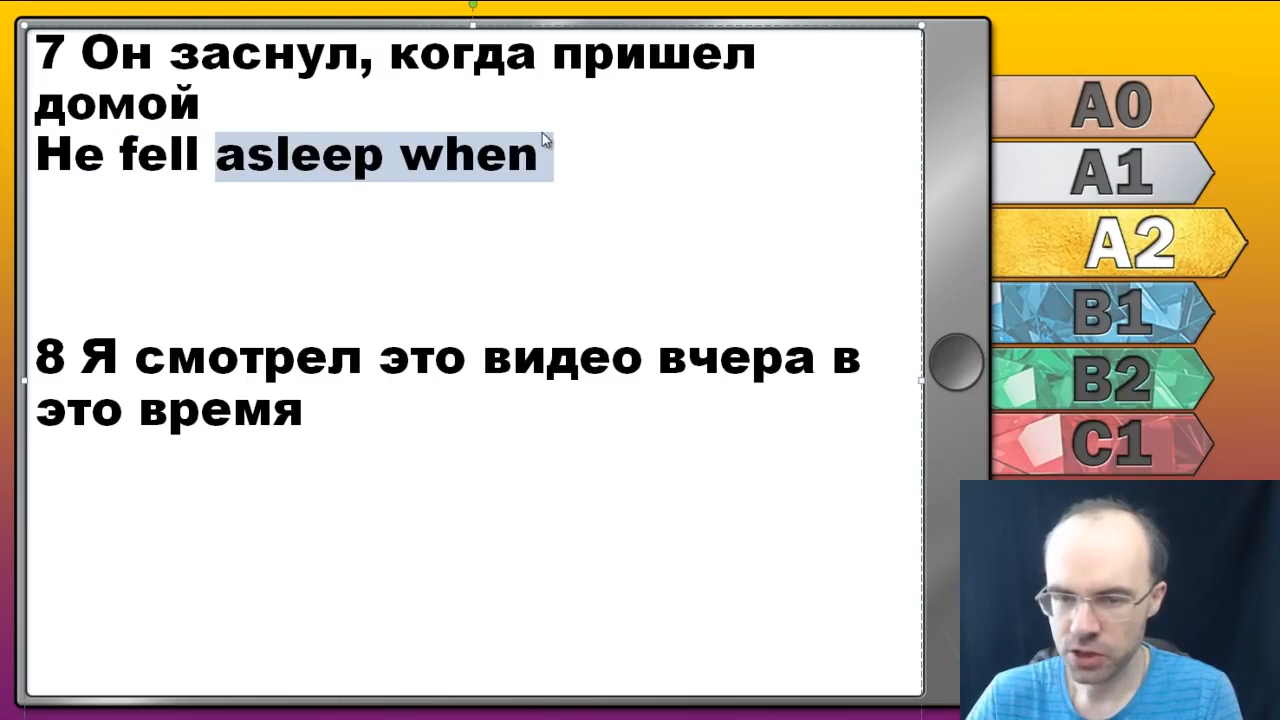 7 Он заснул, когда пришел
домой
He fell asleep when
8 Я смотрел это видео вчера в
это время
A0
A1
A2
B1
B2
C1